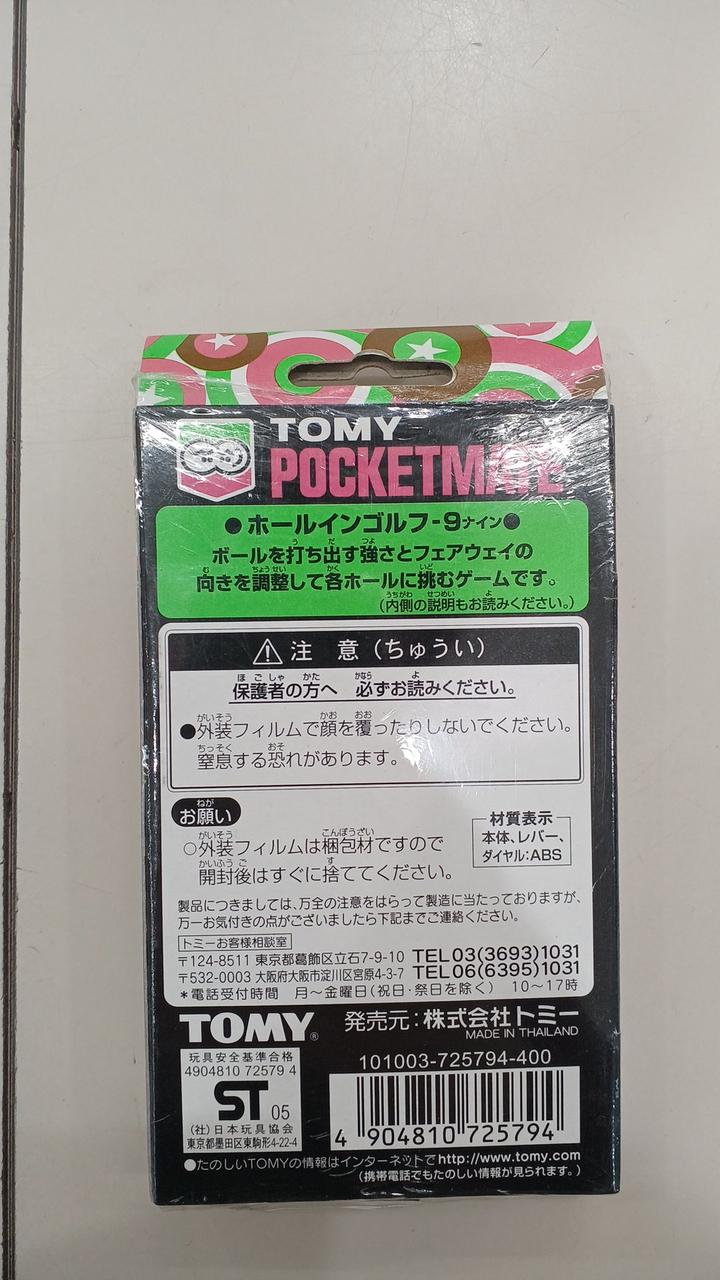 TOMY
POCKETMATE
●ホールインゴルフ-9ナイン●
ボールを打ち出す強さとフェアウェイの
向きを調整して各ホールに挑むゲームです。
(内側の説明もお読みください。)
⚠注 意(ちゅうい)
保護者の方へ 必ずお読みください。
●外装フィルムで顔を覆ったりしないでください。
窒息する恐れがあります。
お願い
○外装フィルムは梱包材ですので
開封後はすぐに捨ててください。
材質表示
本体、レバー、
ダイヤル:ABS
製品につきましては、万全の注意をはらって製造に当たっておりますが、
万一お気付きの点がございましたら下記までご連絡ください。
トミーお客様相談室
〒124-8511 東京都葛飾区立石7-9-10 TEL03(3693)1031
〒532-0003 大阪府大阪市淀川区宮原4-3-7 TEL06(6395)1031
*電話受付時間 月～金曜日(祝日・祭日を除く) 10～17時
TOMY® 発売元:株式会社トミー
MADE IN THAILAND
玩具安全基準合格
4904810 72579 4
ST 05
(社)日本玩具協会
東京都墨田区東駒形4-22-4
101003-725794-400
4 904810 725794
●たのしいTOMYの情報はインターネットでhttp://www.tomy.com
(携帯電話でもたのしい情報が見られます。)